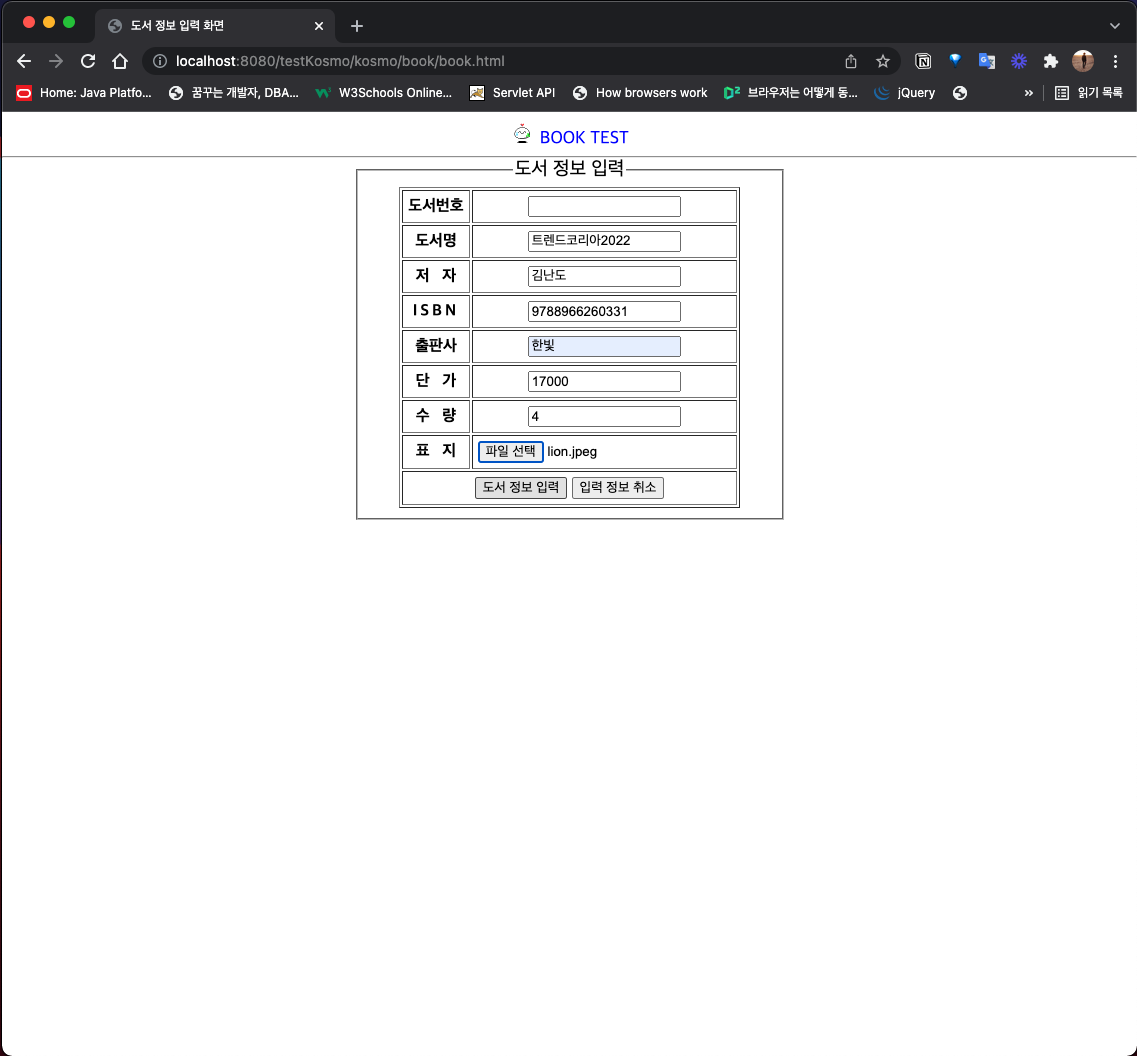 도서 정보 입력 화면
localhost:8080/testKosmo/kosmo/book/book.html
Home: Java Platfo... 꿈꾸는 개발자, DBA... W3Schools Online... Servlet API How browsers work D2 브라우저는 어떻게 동... jQuery » 읽기 목록
BOOK TEST
도서 정보 입력
도서번호
도서명 트렌드코리아2022
저 자 김난도
I S B N 9788966260331
출판사 한빛
단 가 17000
수 량 4
표 지 파일 선택 lion.jpeg
도서 정보 입력 입력 정보 취소